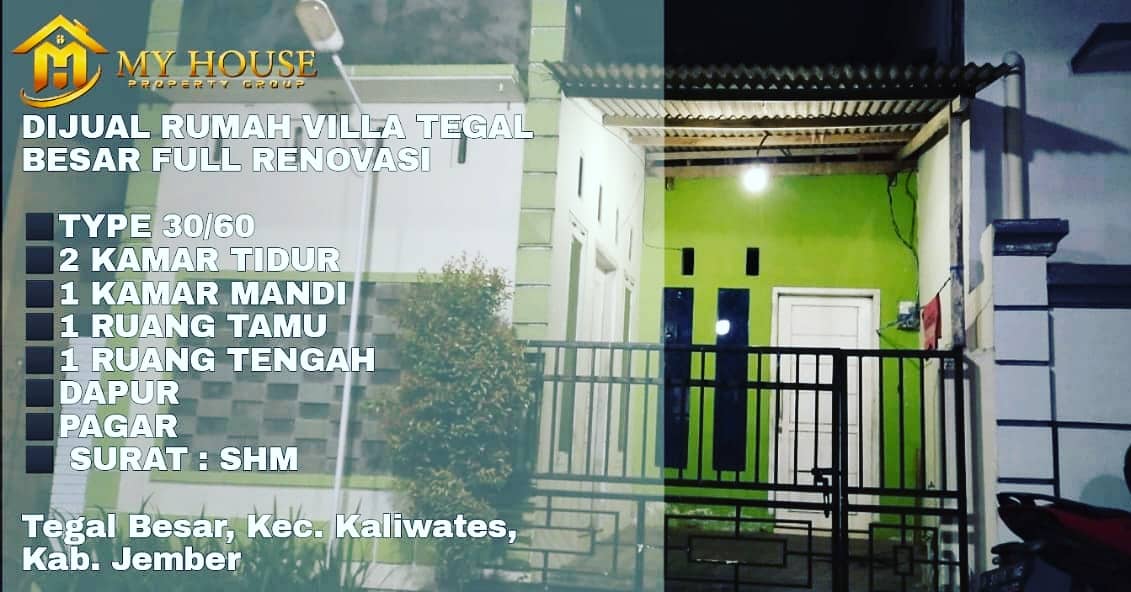 MY HOUSE
PROPERTY GROUP
DIJUAL RUMAH VILLA TEGAL
BESAR FULL RENOVASI
TYPE 30/60
2 KAMAR TIDUR
1 KAMAR MANDI
1 RUANG TAMU
1 RUANG TENGAH
DAPUR
PAGAR
SURAT : SHM
Tegal Besar, Kec. Kaliwates,
Kab. Jember